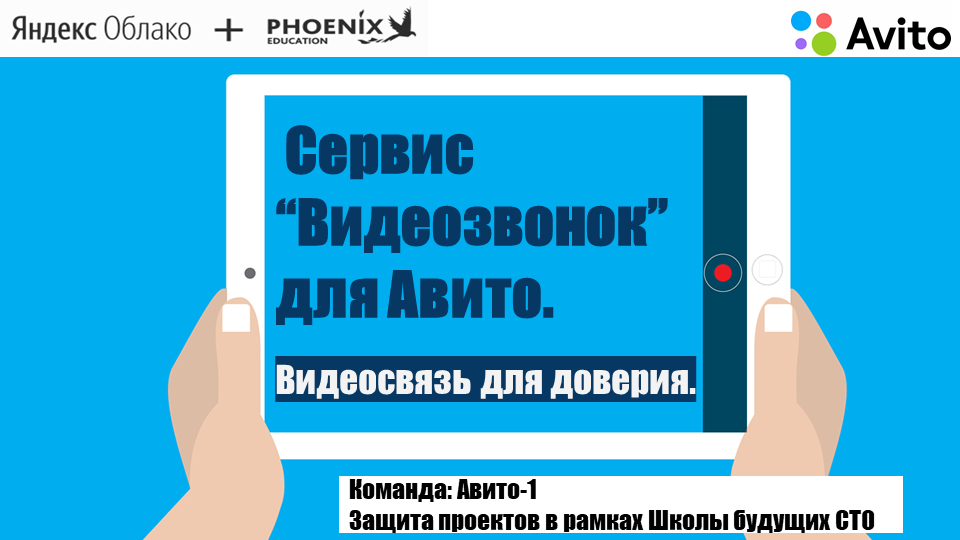 Яндекс Облако + PHOENIX
EDUCATION
Avito
Сервис
“Видеозвонок”
для Авито.
Видеосвязь для доверия.
Команда: Авито-1
Защита проектов в рамках Школы будущих СТО